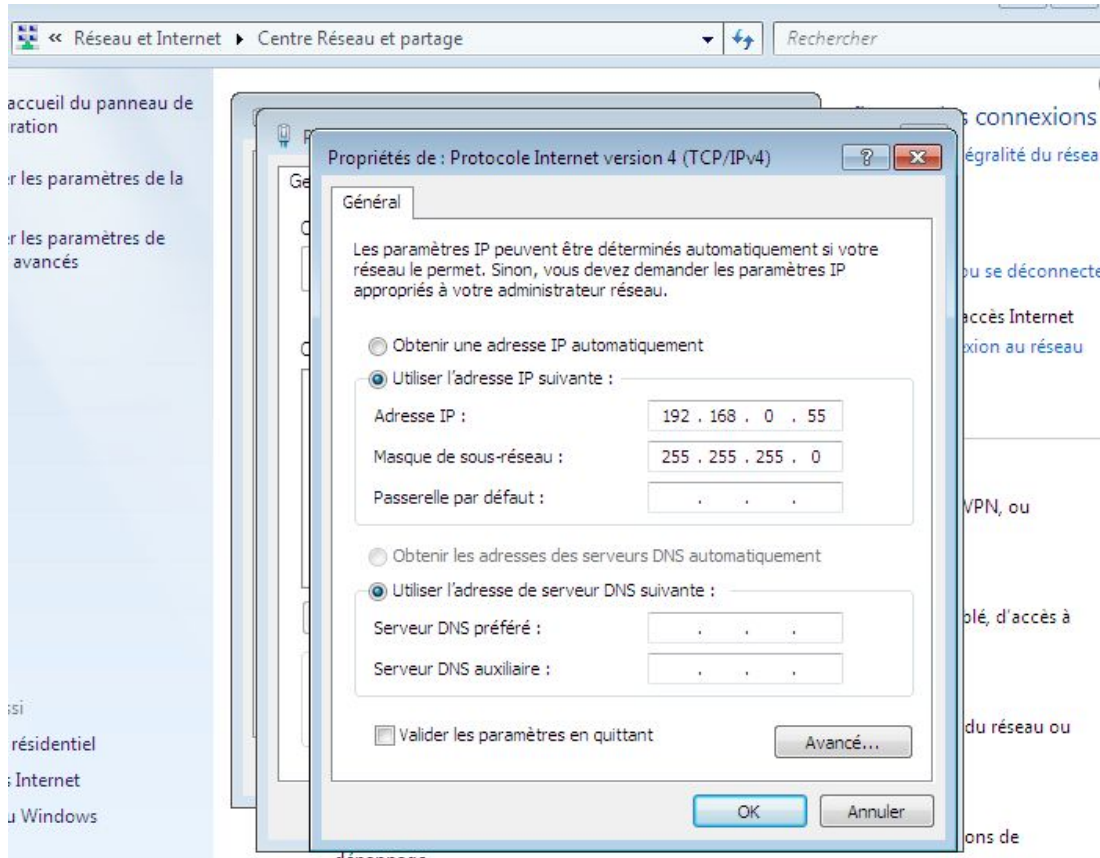 « Réseau et Internet ▸ Centre Réseau et partage
Rechercher
accueil du panneau de
ration
er les paramètres de la
er les paramètres de
avancés
ssi
résidentiel
s Internet
u Windows
Propriétés de : Protocole Internet version 4 (TCP/IPv4)
Ge
Général
Les paramètres IP peuvent être déterminés automatiquement si votre
réseau le permet. Sinon, vous devez demander les paramètres IP
appropriés à votre administrateur réseau.
Obtenir une adresse IP automatiquement
Utiliser l'adresse IP suivante :
Adresse IP : 192 . 168 . 0 . 55
Masque de sous-réseau : 255 . 255 . 255 . 0
Passerelle par défaut : . . .
Obtenir les adresses des serveurs DNS automatiquement
Utiliser l'adresse de serveur DNS suivante :
Serveur DNS préféré : . . .
Serveur DNS auxiliaire : . . .
Valider les paramètres en quittant
Avancé...
OK Annuler
s connexions
égralité du résea
ou se déconnecte
accès Internet
xion au réseau
VPN, ou
blé, d'accès à
du réseau ou
ons de